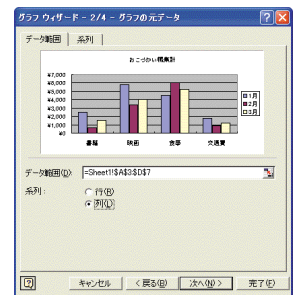 グラフ ウィザード - 2/4 - グラフの元データ
データ範囲
系列
おこづかい帳集計
¥7,000
¥6,000
¥5,000
¥4,000
¥3,000
¥2,000
¥1,000
¥0
書籍 映画 食事 交通費
1月
2月
3月
データ範囲(D): =Sheet1!$A$3:$D$7
系列:
行(R)
列(L)
キャンセル < 戻る(B) 次へ(N) > 完了(F)